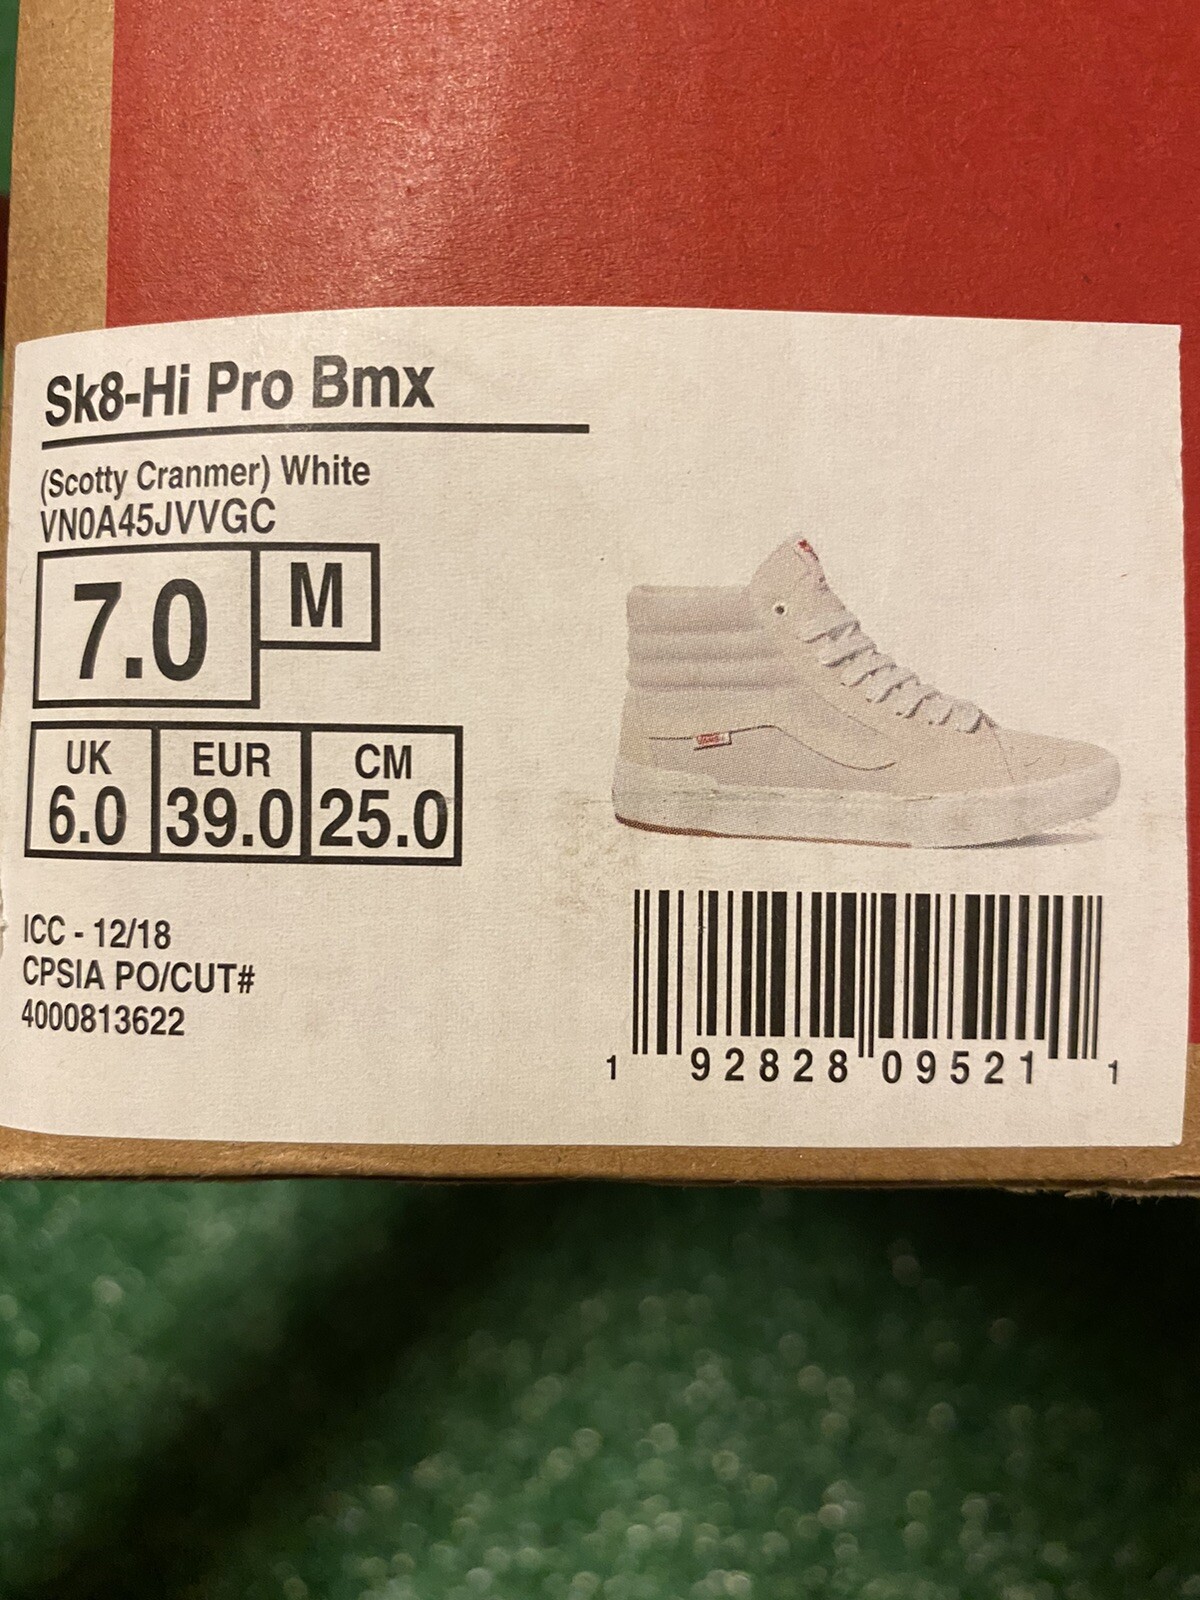 Sk8-Hi Pro Bmx
(Scotty Cranmer) White
VN0A45JVVGC
7.0 M
UK EUR CM
6.0 39.0 25.0
VANS
ICC - 12/18
CPSIA PO/CUT#
4000813622
1 92828 09521 1